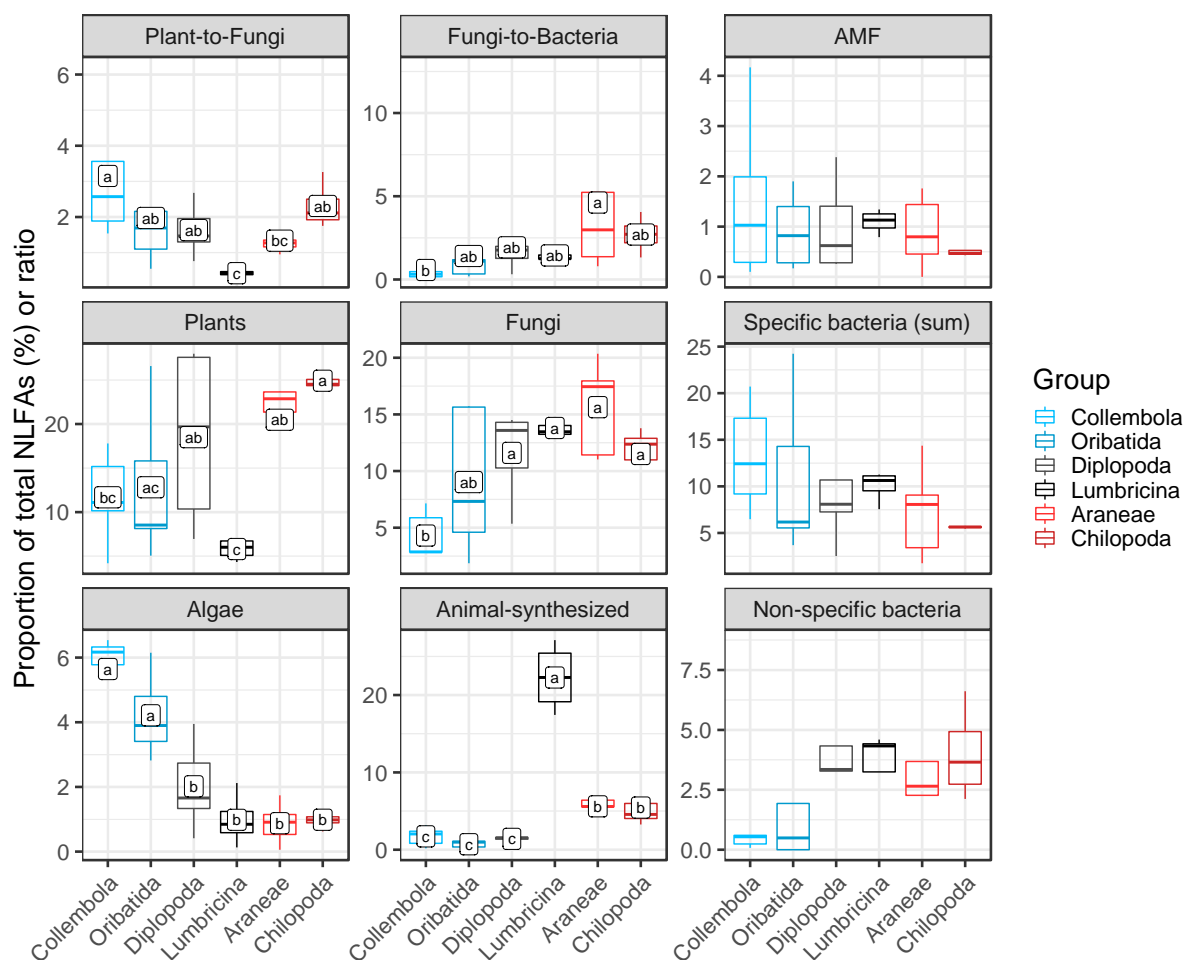 Proportion of total NLFAs (%) or ratio
Plant-to-Fungi
6
4
2
a
ab
ab
c
bc
ab
Fungi-to-Bacteria
10
5
0
b
ab
ab
ab
a
ab
AMF
4
3
2
1
0
Plants
20
10
bc
ac
ab
c
ab
a
Fungi
20
15
10
5
b
ab
a
a
a
a
Specific bacteria (sum)
25
20
15
10
5
Algae
6
4
2
0
a
a
b
b
b
b
Animal-synthesized
20
10
0
c
c
c
a
b
b
Non-specific bacteria
7.5
5.0
2.5
0.0
Collembola
Oribatida
Diplopoda
Lumbricina
Araneae
Chilopoda
Collembola
Oribatida
Diplopoda
Lumbricina
Araneae
Chilopoda
Collembola
Oribatida
Diplopoda
Lumbricina
Araneae
Chilopoda
Group
Collembola
Oribatida
Diplopoda
Lumbricina
Araneae
Chilopoda